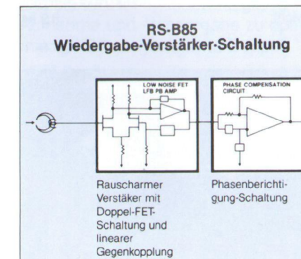 RS-B85
Wiedergabe-Verstärker-Schaltung
LOW NOISE FET
LFB PB AMP
PHASE COMPENSATION
CIRCUIT
Rauscharmer
Verstäker mit
Doppel-FET-
Schaltung und
linearer
Gegenkopplung
Phasenberichti-
gung-Schaltung